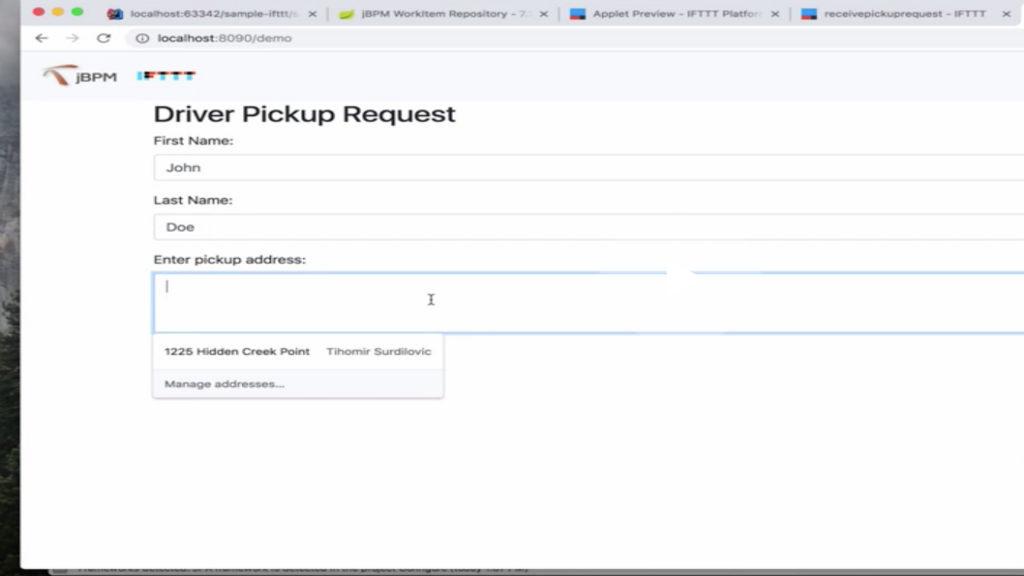 localhost:63342/sample-ifttt/s
jBPM WorkItem Repository - 7.
Applet Preview - IFTTT Platfor
receivepickuprequest - IFTTT
localhost:8090/demo
jBPM IFTTT
Driver Pickup Request
First Name:
John
Last Name:
Doe
Enter pickup address:
1225 Hidden Creek Point Tihomir Surdilovic
Manage addresses...